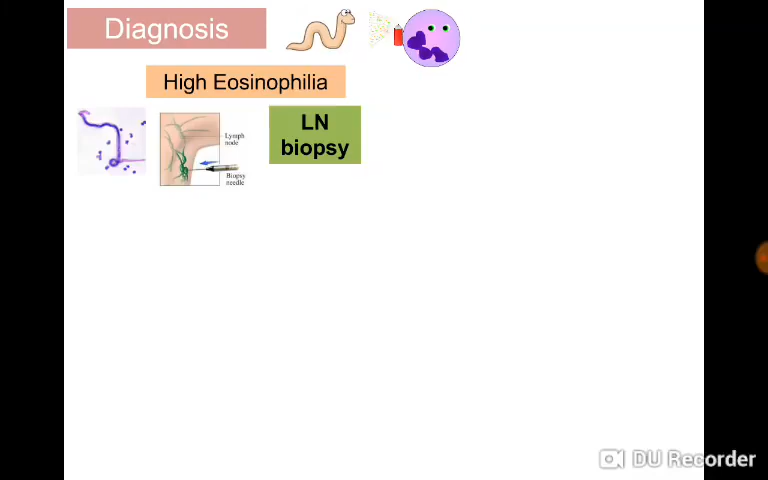 Diagnosis
High Eosinophilia
LN
biopsy
Lymph
node
Biopsy
needle
DU Recorder